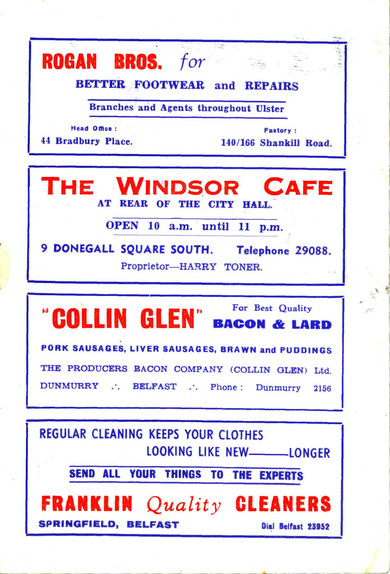 ROGAN BROS. for
BETTER FOOTWEAR and REPAIRS
Branches and Agents throughout Ulster
Head Office : Factory :
44 Bradbury Place. 140/166 Shankill Road.
THE WINDSOR CAFE
AT REAR OF THE CITY HALL.
OPEN 10 a.m. until 11 p.m.
9 DONEGALL SQUARE SOUTH. Telephone 29088.
Proprietor—HARRY TONER.
"COLLIN GLEN" For Best Quality
BACON & LARD
PORK SAUSAGES, LIVER SAUSAGES, BRAWN and PUDDINGS
THE PRODUCERS BACON COMPANY (COLLIN GLEN) Ltd.
DUNMURRY .·. BELFAST .·. Phone : Dunmurry 2156
REGULAR CLEANING KEEPS YOUR CLOTHES
LOOKING LIKE NEW——LONGER
SEND ALL YOUR THINGS TO THE EXPERTS
FRANKLIN Quality CLEANERS
SPRINGFIELD, BELFAST Dial Belfast 23952